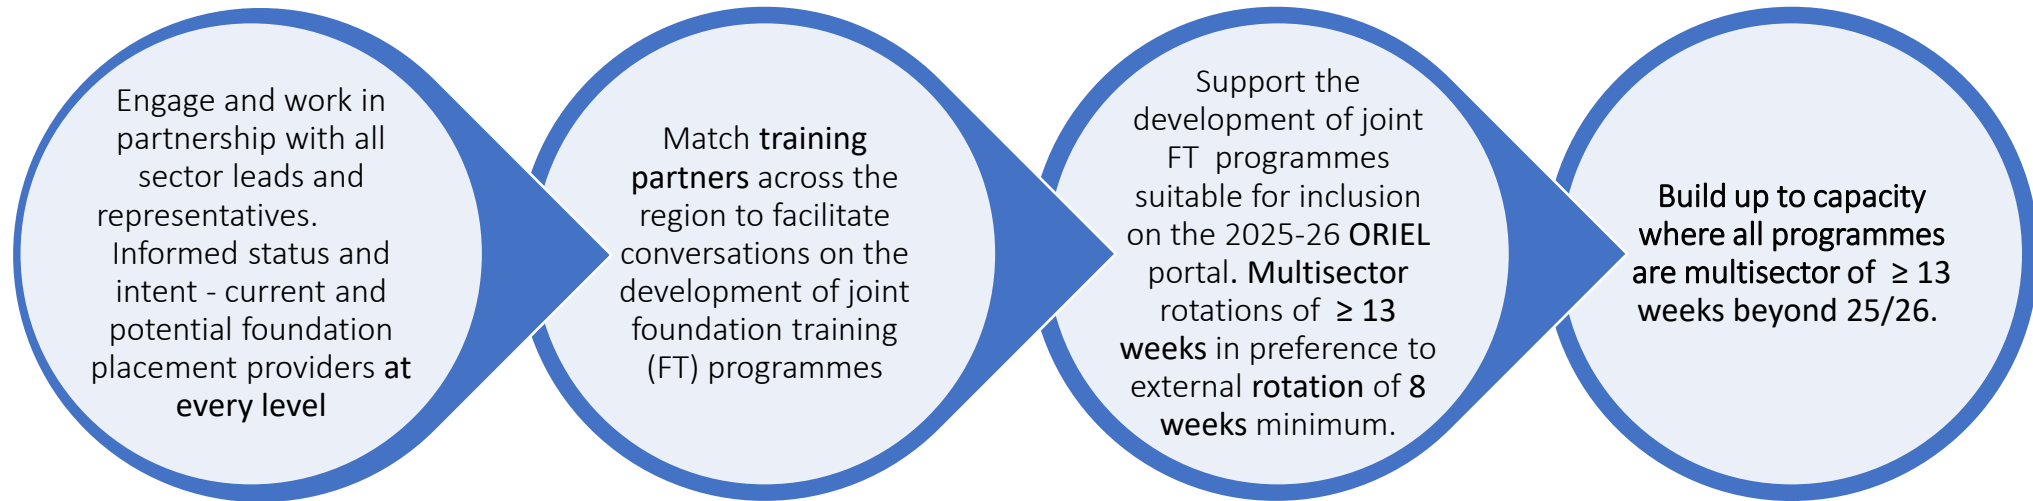 Engage and work in
partnership with all
sector leads and
representatives.
Informed status and
intent - current and
potential foundation
placement providers at
every level
Match training
partners across the
region to facilitate
conversations on the
development of joint
foundation training
(FT) programmes
Support the
development of joint
FT programmes
suitable for inclusion
on the 2025-26 ORIEL
portal. Multisector
rotations of ≥ 13
weeks in preference to
external rotation of 8
weeks minimum.
Build up to capacity
where all programmes
are multisector of ≥ 13
weeks beyond 25/26.